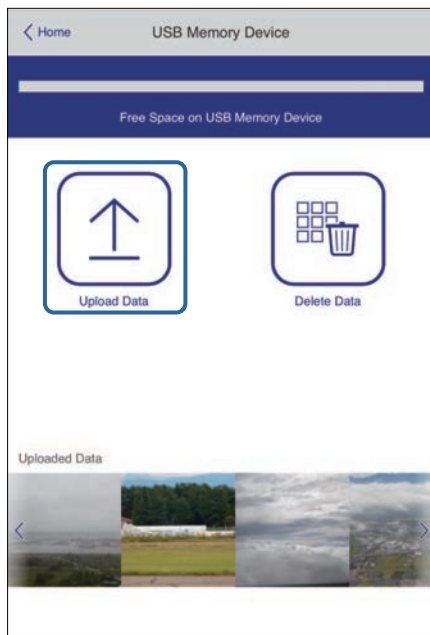 Home
USB Memory Device
Free Space on USB Memory Device
Upload Data
Delete Data
Uploaded Data